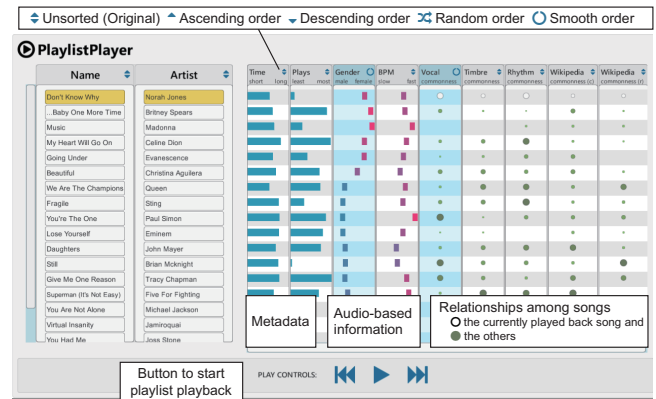 Unsorted (Original) Ascending order Descending order Random order Smooth order
PlaylistPlayer
Name Artist
Time Plays Gender BPM Vocal Timbre Rhythm Wikipedia Wikipedia
short long least most male female slow fast commonness commonness commonness commonness (c) commonness (r)
Don't Know Why Norah Jones
...Baby One More Time Britney Spears
Music Madonna
My Heart Will Go On Celine Dion
Going Under Evanescence
Beautiful Christina Aguilera
We Are The Champions Queen
Fragile Sting
You're The One Paul Simon
Lose Yourself Eminem
Daughters John Mayer
Still Brian Mcknight
Give Me One Reason Tracy Chapman
Superman (It's Not Easy) Five For Fighting
You Are Not Alone Michael Jackson
Virtual Insanity Jamiroquai
You Had Me Joss Stone
Metadata
Audio-based
information
Relationships among songs
the currently played back song and
the others
Button to start
playlist playback
PLAY CONTROLS: